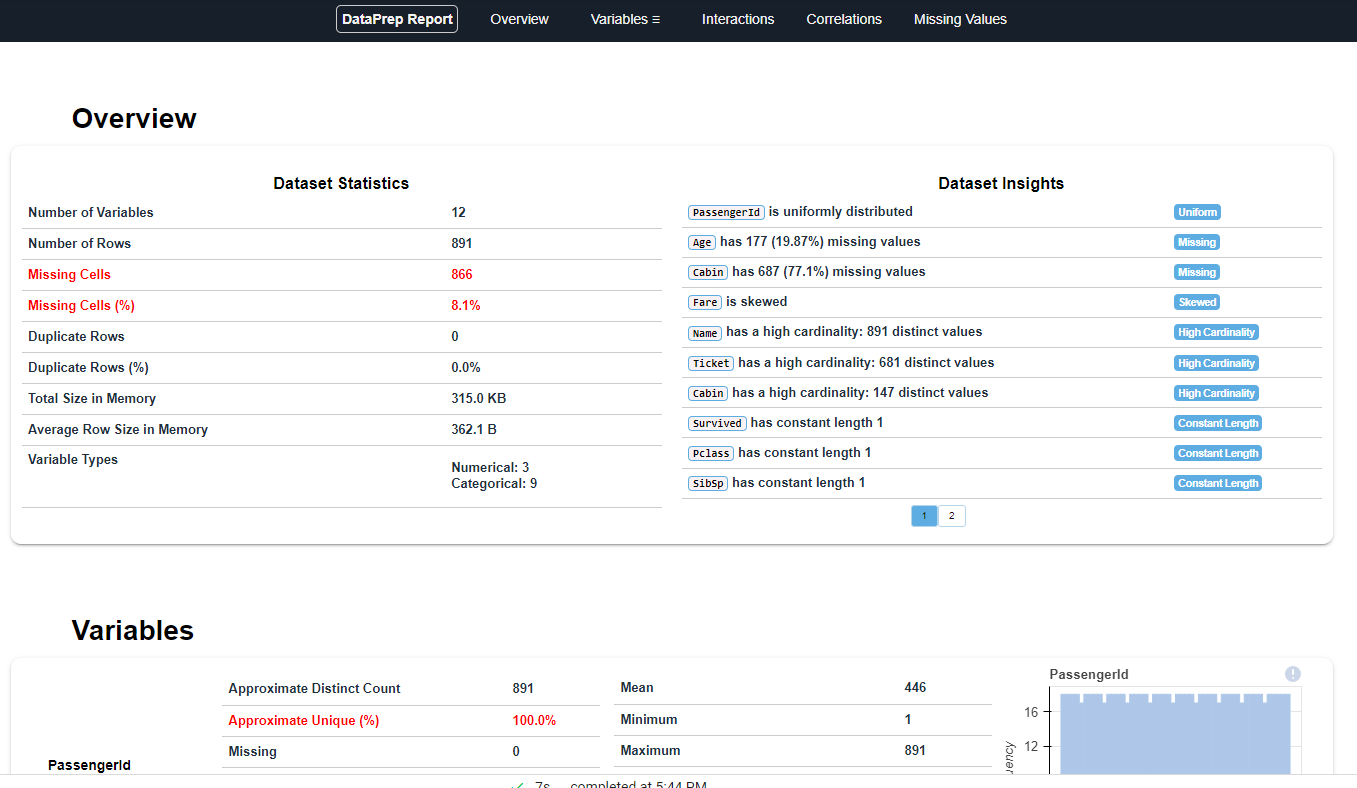 DataPrep Report Overview Variables ≡ Interactions Correlations Missing Values
Overview
Dataset Statistics
Number of Variables 12
Number of Rows 891
Missing Cells 866
Missing Cells (%) 8.1%
Duplicate Rows 0
Duplicate Rows (%) 0.0%
Total Size in Memory 315.0 KB
Average Row Size in Memory 362.1 B
Variable Types Numerical: 3
Categorical: 9
Dataset Insights
PassengerId is uniformly distributed Uniform
Age has 177 (19.87%) missing values Missing
Cabin has 687 (77.1%) missing values Missing
Fare is skewed Skewed
Name has a high cardinality: 891 distinct values High Cardinality
Ticket has a high cardinality: 681 distinct values High Cardinality
Cabin has a high cardinality: 147 distinct values High Cardinality
Survived has constant length 1 Constant Length
Pclass has constant length 1 Constant Length
SibSp has constant length 1 Constant Length
1 2
Variables
PassengerId
Approximate Distinct Count 891
Approximate Unique (%) 100.0%
Missing 0
Mean 446
Minimum 1
Maximum 891
PassengerId
16
12
7s completed at 5:44 PM